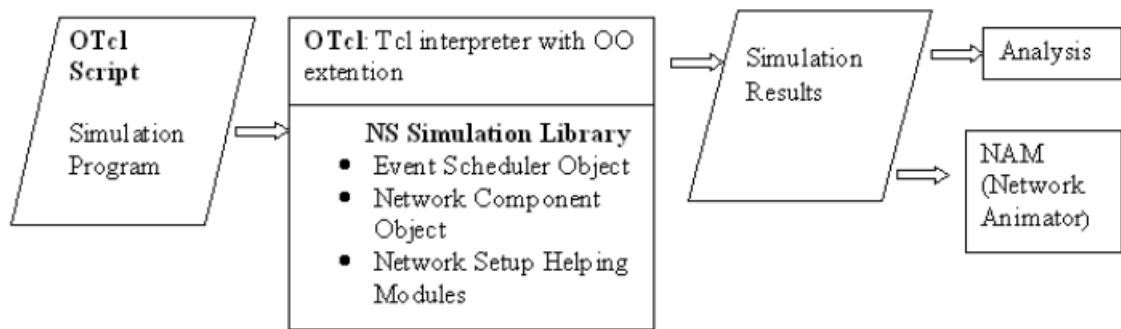 OTcl
Script
Simulation
Program
OTcl: Tcl interpreter with OO
extention
NS Simulation Library
• Event Scheduler Object
• Network Component
Object
• Network Setup Helping
Modules
Simulation
Results
Analysis
NAM
(Network
Animator)